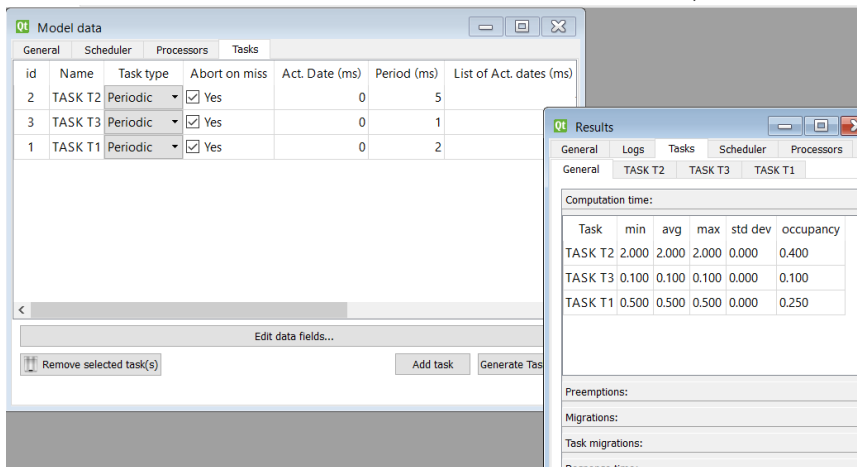 Model data
General Scheduler Processors Tasks
id Name Task type Abort on miss Act. Date (ms) Period (ms) List of Act. dates (ms)
2 TASK T2 Periodic Yes 0 5
3 TASK T3 Periodic Yes 0 1
1 TASK T1 Periodic Yes 0 2
Edit data fields...
Remove selected task(s) Add task Generate Tas
Results
General Logs Tasks Scheduler Processors
General TASK T2 TASK T3 TASK T1
Computation time:
Task min avg max std dev occupancy
TASK T2 2.000 2.000 2.000 0.000 0.400
TASK T3 0.100 0.100 0.100 0.000 0.100
TASK T1 0.500 0.500 0.500 0.000 0.250
Preemptions:
Migrations:
Task migrations: